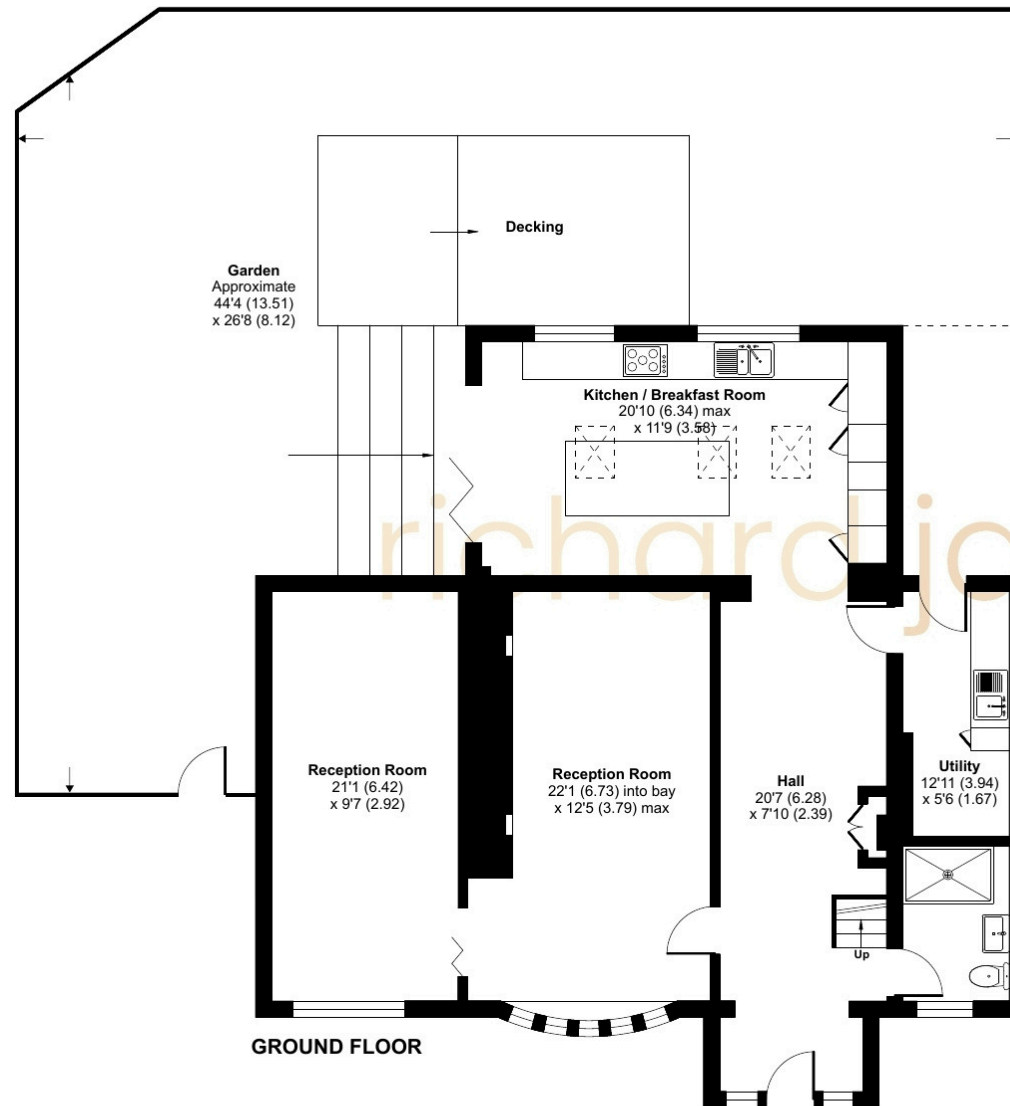 Decking
Garden
Approximate
44'4 (13.51)
x 26'8 (8.12)
Kitchen / Breakfast Room
20'10 (6.34) max
x 11'9 (3.58)
richard jo
Reception Room
21'1 (6.42)
x 9'7 (2.92)
Reception Room
22'1 (6.73) into bay
x 12'5 (3.79) max
Hall
20'7 (6.28)
x 7'10 (2.39)
Utility
12'11 (3.94)
x 5'6 (1.67)
Up
GROUND FLOOR